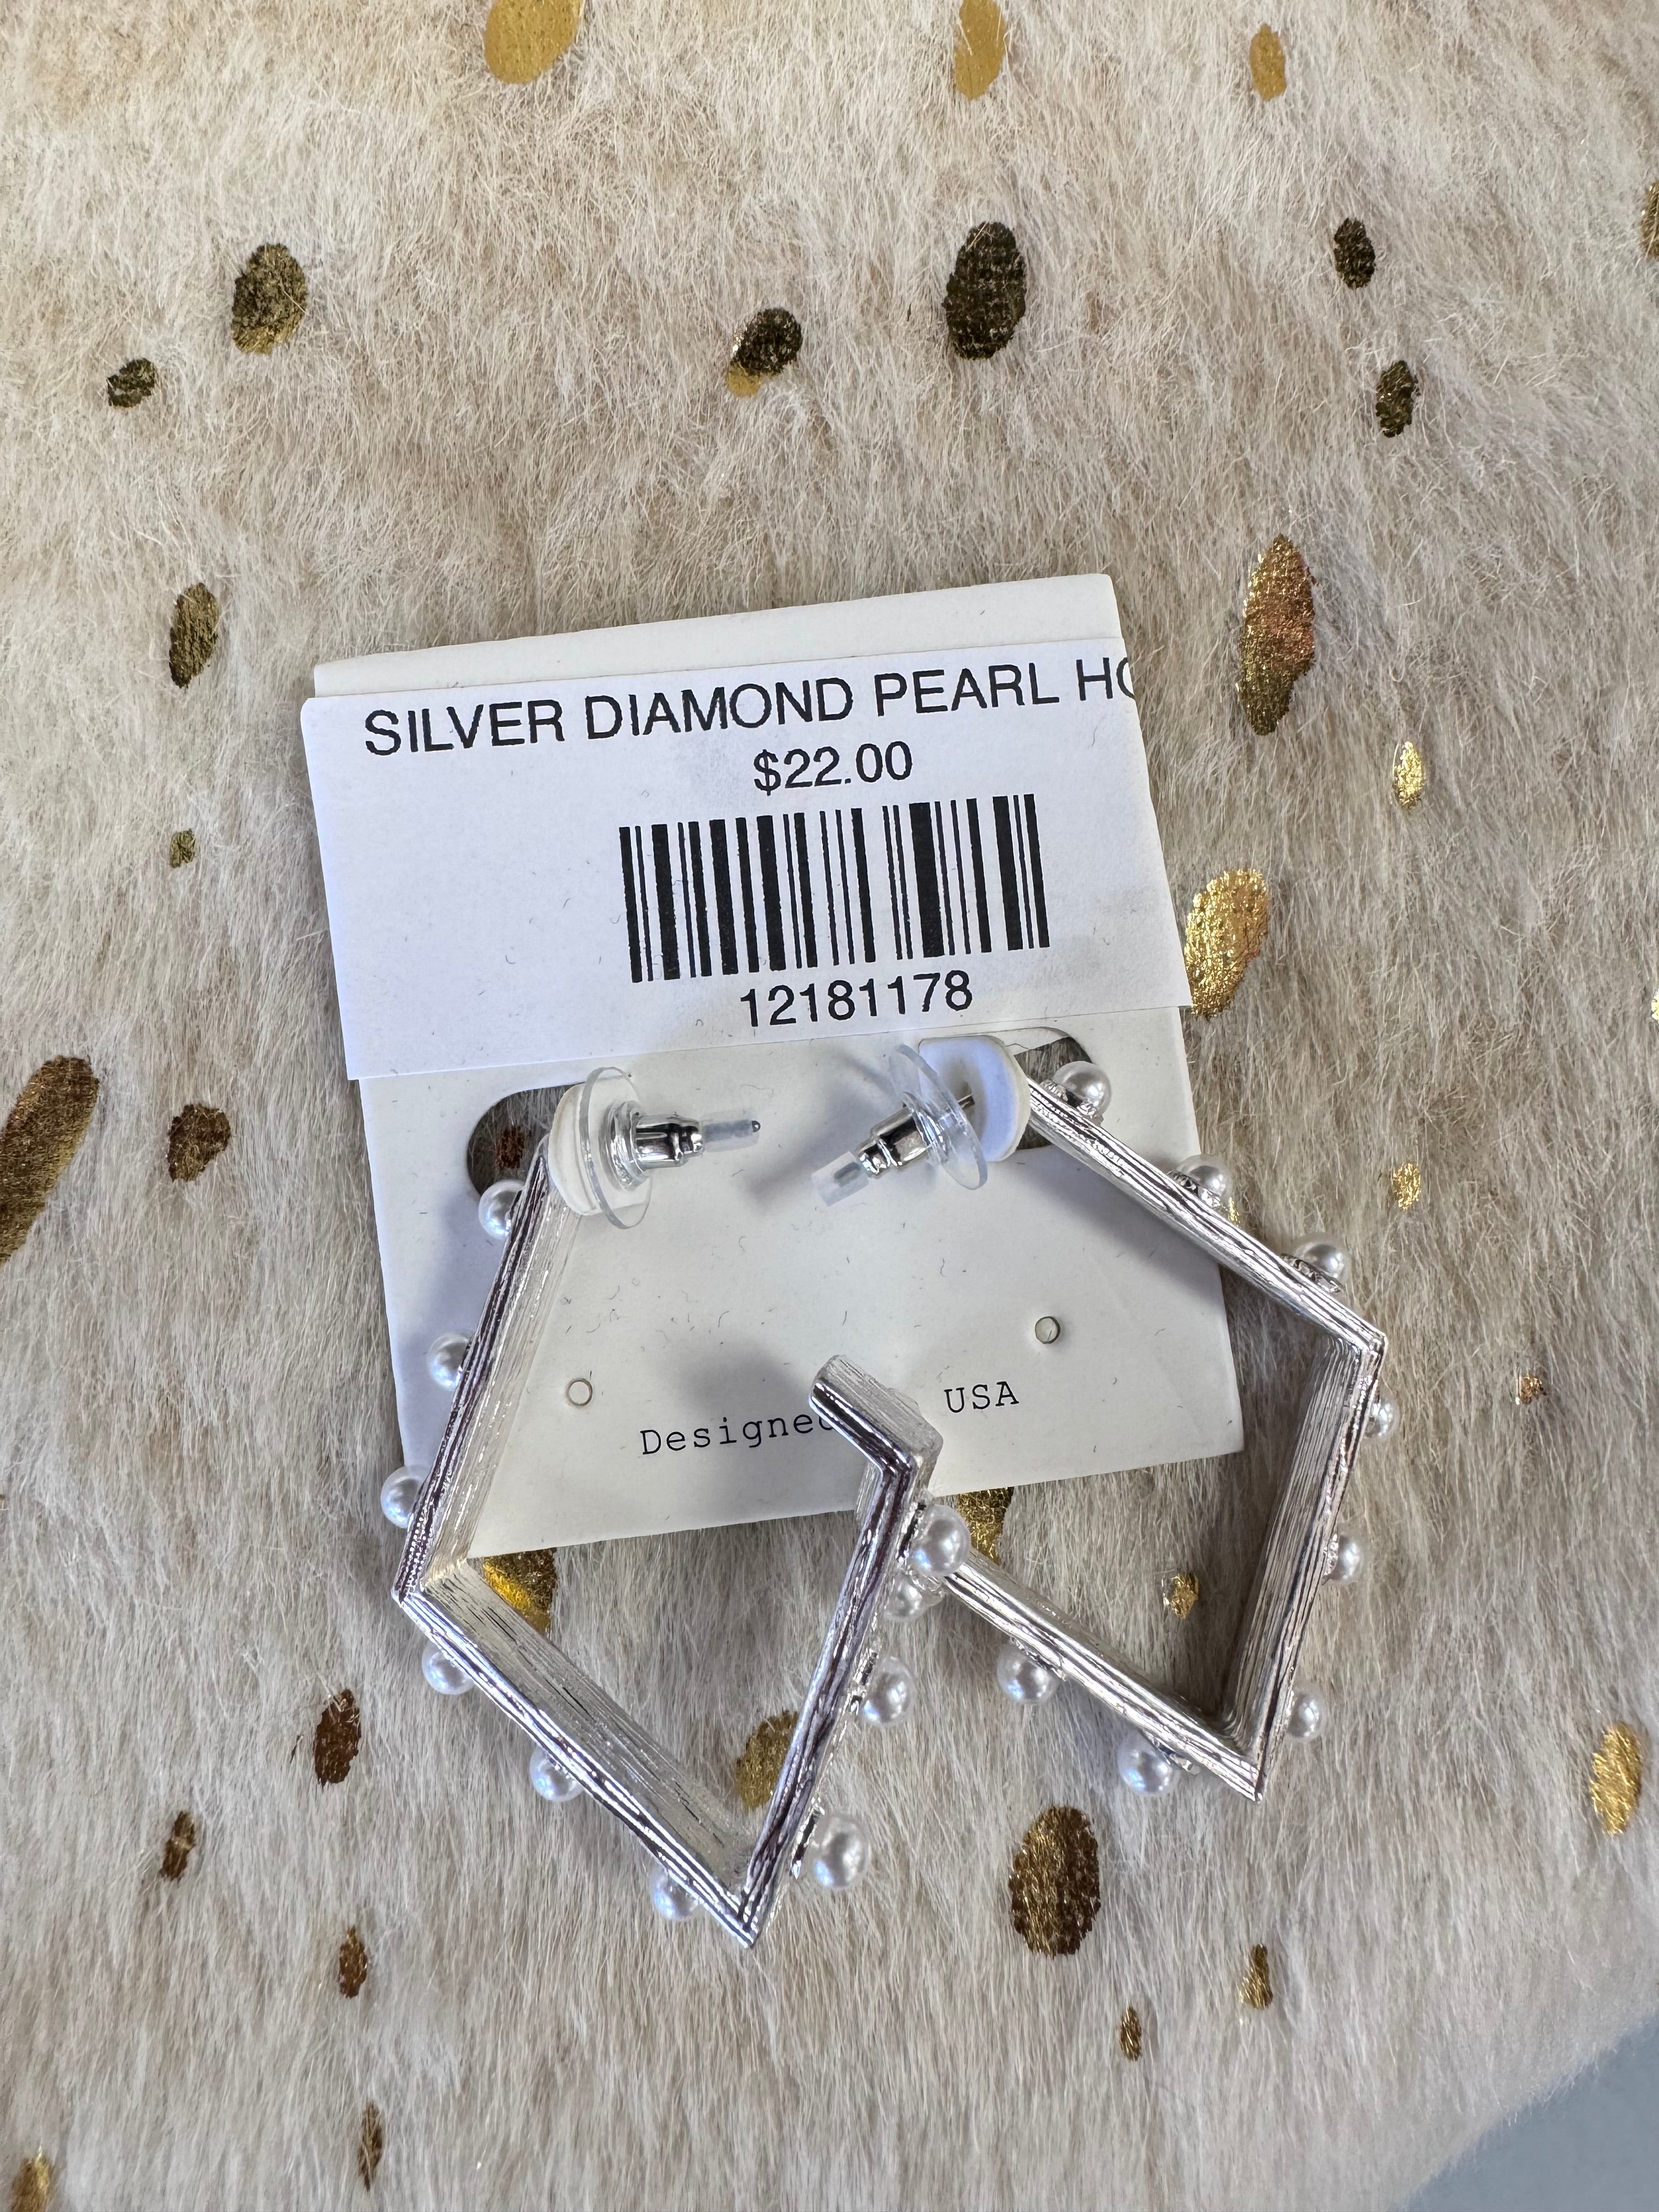 SILVER DIAMOND PEARL HO
$22.00
12181178
Designed USA